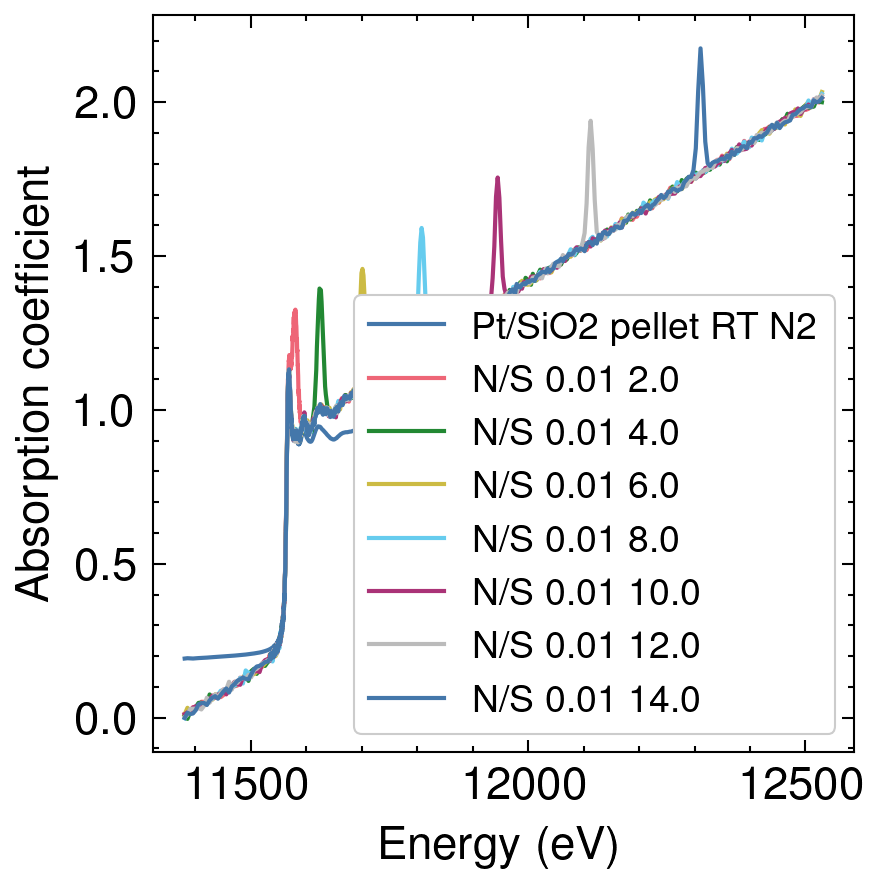 Absorption coefficient
2.0
1.5
1.0
0.5
0.0
Pt/SiO2 pellet RT N2
N/S 0.01 2.0
N/S 0.01 4.0
N/S 0.01 6.0
N/S 0.01 8.0
N/S 0.01 10.0
N/S 0.01 12.0
N/S 0.01 14.0
11500 12000 12500
Energy (eV)